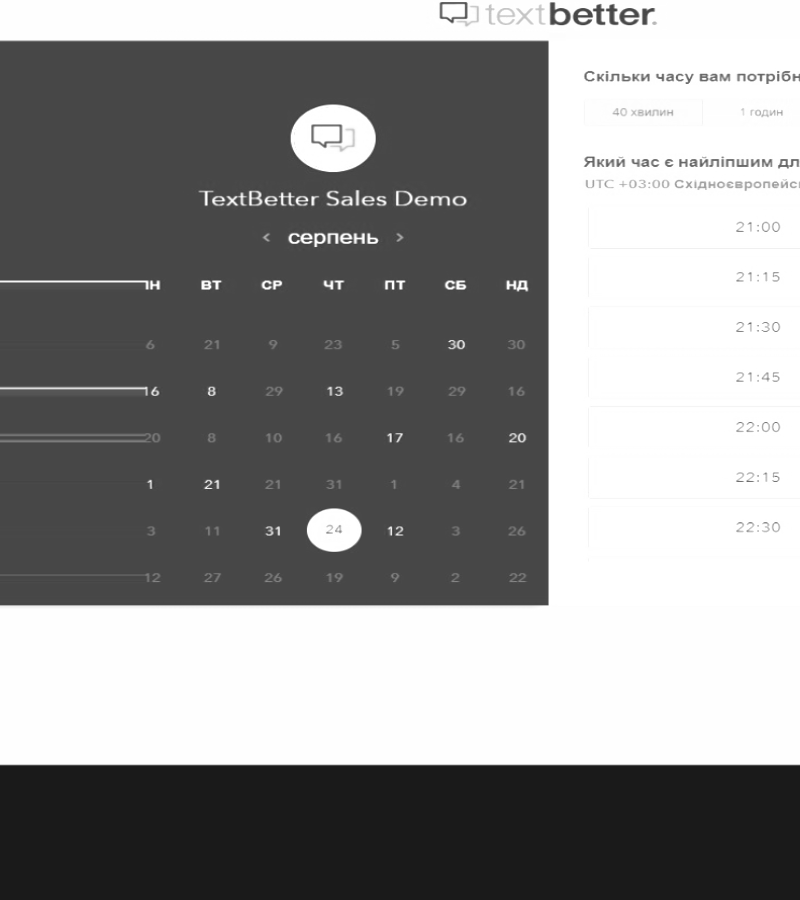 textbetter.
TextBetter Sales Demo
‹ серпень ›
ПН ВТ СР ЧТ ПТ СБ НД
6 21 9 23 5 30 30
16 8 29 13 19 29 16
20 8 10 16 17 16 20
1 21 21 31 1 4 21
3 11 31 24 12 3 26
12 27 26 19 9 2 22
Скільки часу вам потрібн
40 хвилин 1 годин
Який час є найліпшим дл
UTC +03:00 Східноєвропейс
21:00
21:15
21:30
21:45
22:00
22:15
22:30